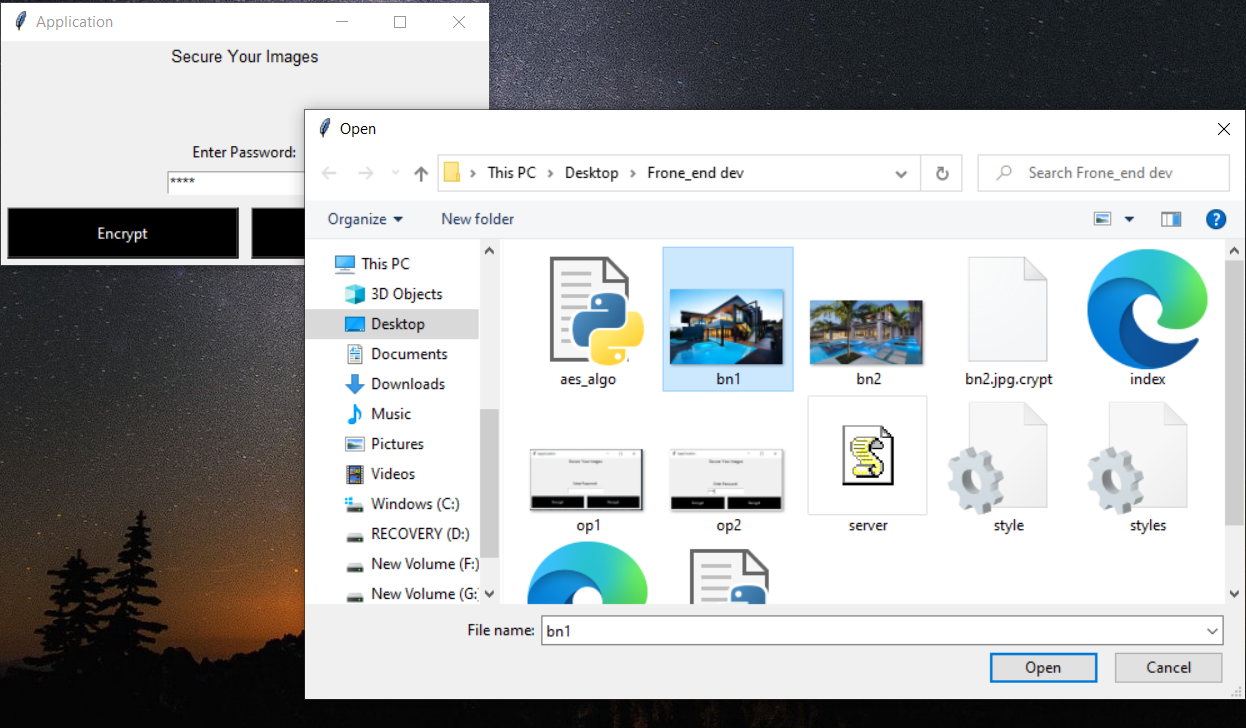 Application
Secure Your Images
Enter Password:
****
Encrypt
Open
This PC
Desktop
Frone_end dev
Search Frone_end dev
Organize
New folder
?
This PC
3D Objects
Desktop
Documents
Downloads
Music
Pictures
Videos
Windows (C:)
RECOVERY (D:)
New Volume (F:)
New Volume (G:
aes_algo
bn1
bn2
bn2.jpg.crypt
index
op1
op2
server
style
styles
File name:
bn1
Open
Cancel